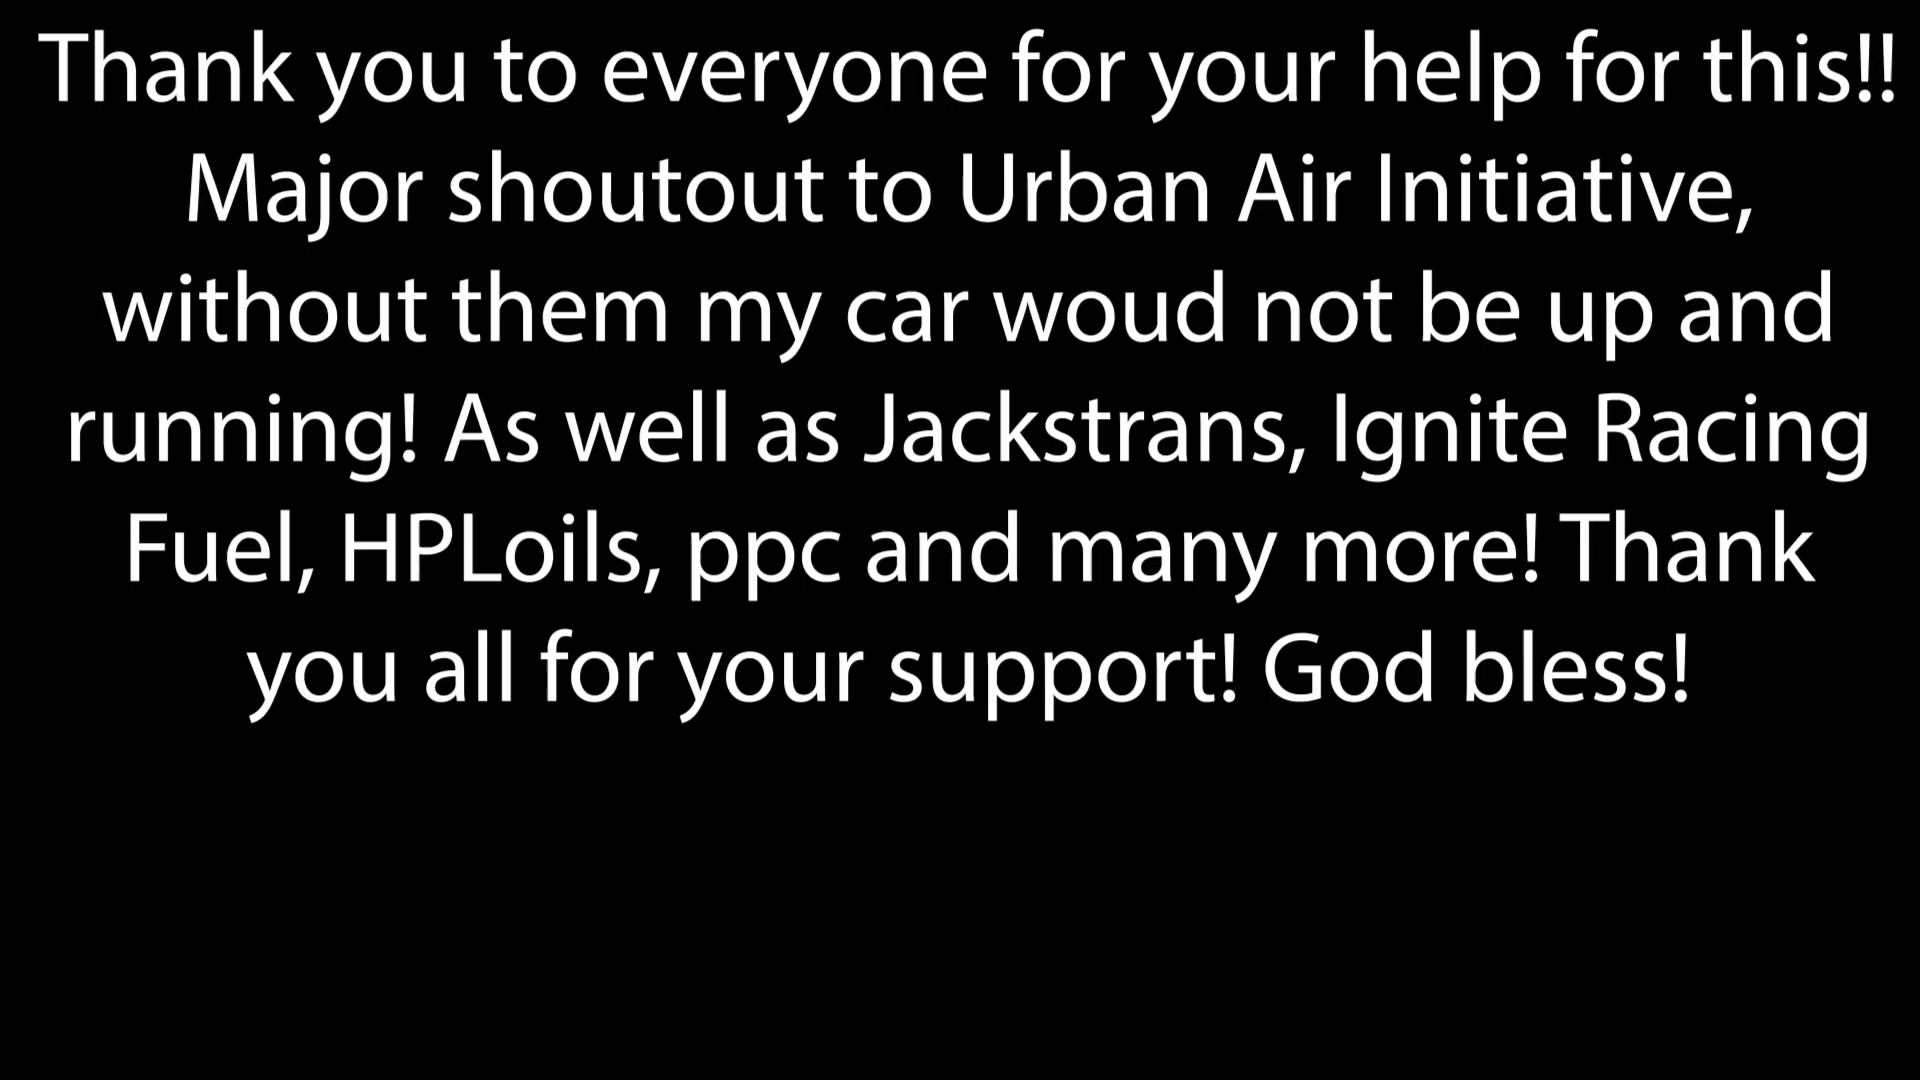 Thank you to everyone for your help for this!!
Major shoutout to Urban Air Initiative,
without them my car woud not be up and
running! As well as Jackstrans, Ignite Racing
Fuel, HPLoils, ppc and many more! Thank
you all for your support! God bless!